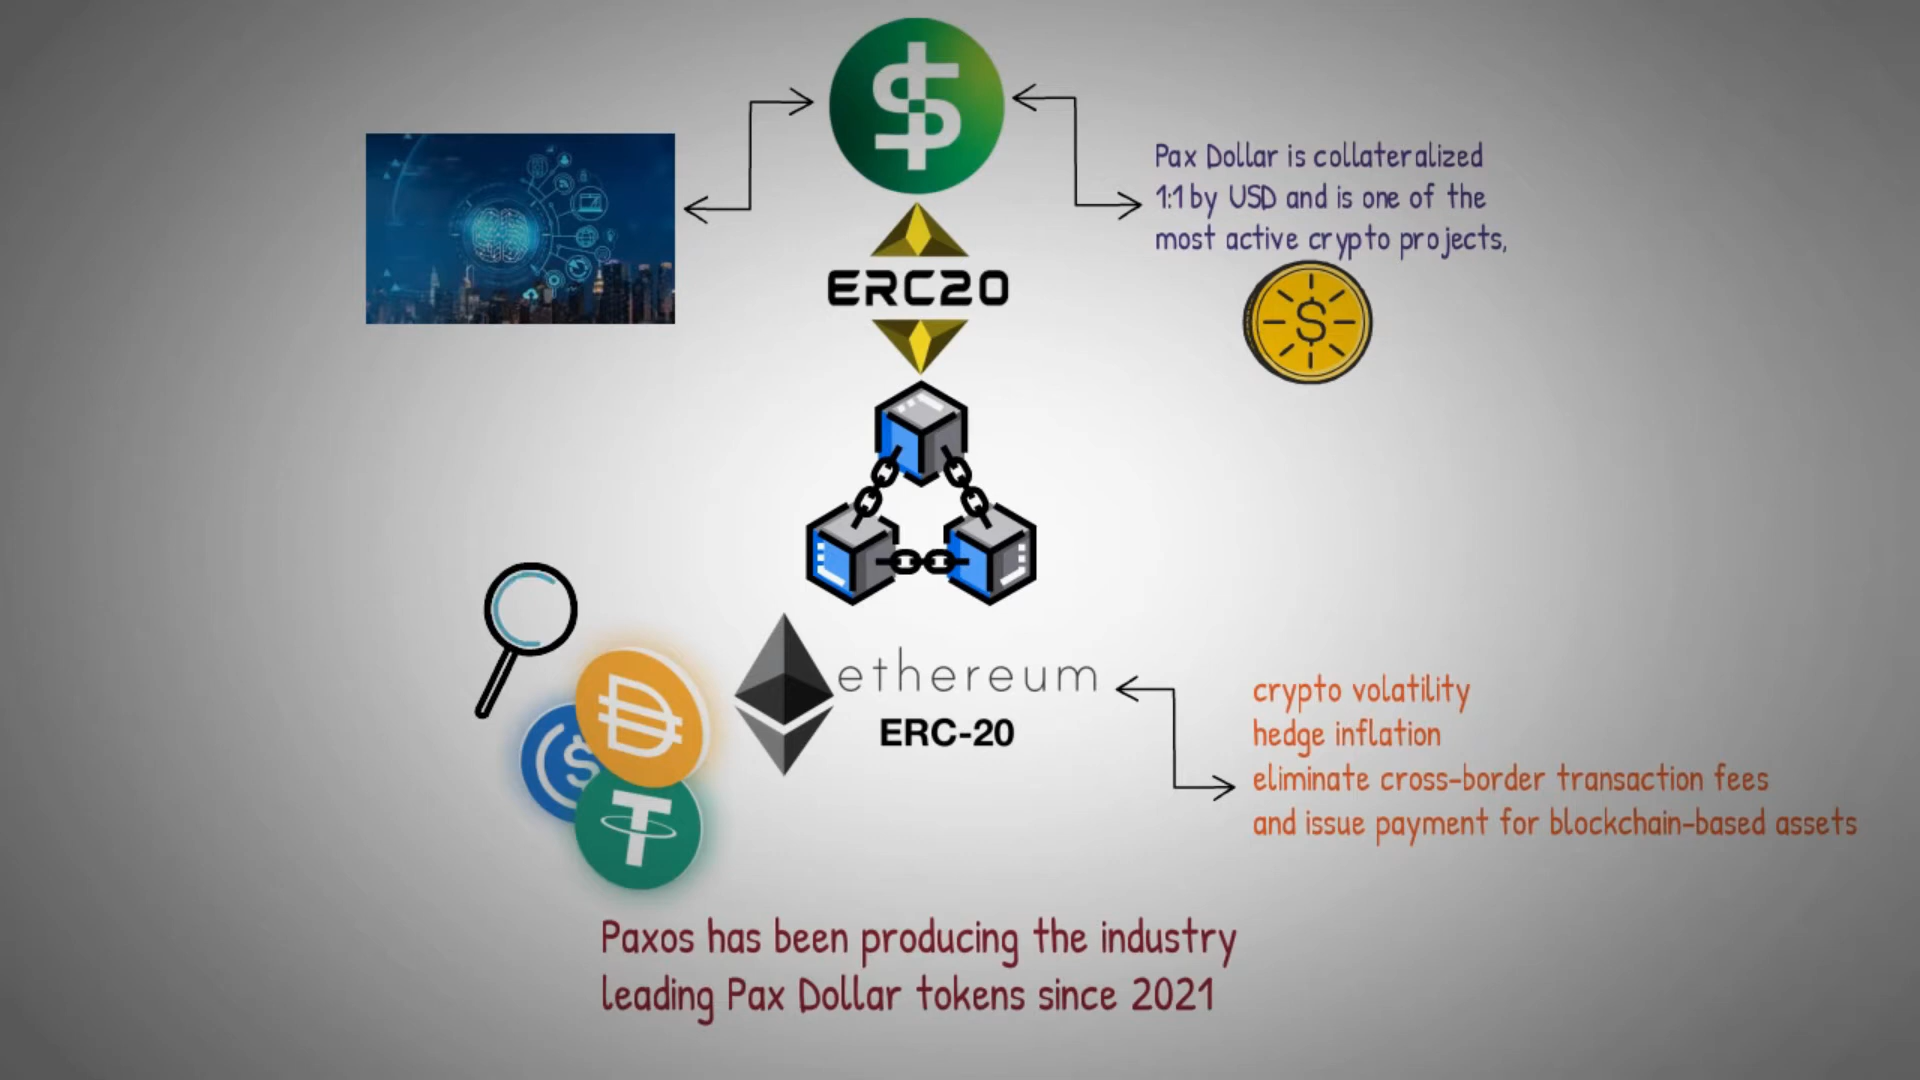 Pax Dollar is collateralized
1:1 by USD and is one of the
most active crypto projects,
ERC20
ethereum
ERC-20
crypto volatility
hedge inflation
eliminate cross-border transaction fees
and issue payment for blockchain-based assets
Paxos has been producing the industry
leading Pax Dollar tokens since 2021